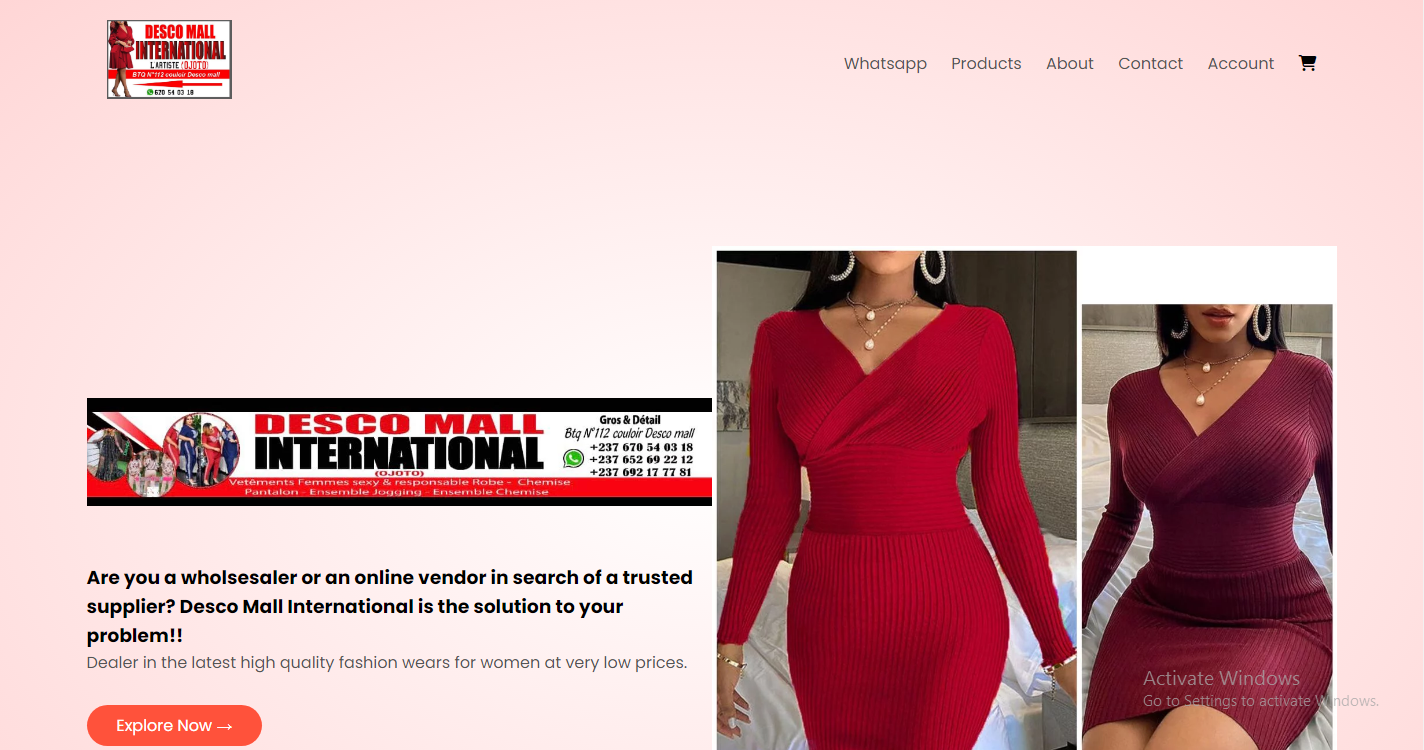 DESCO MALL
INTERNATIONAL
L'ARTISTE (OJOTO)
BTQ N°112 couloir Desco mall
670 54 03 18
Whatsapp Products About Contact Account
DESCO MALL
INTERNATIONAL
(OJOTO)
Gros & Détail
Btq N°112 couloir Desco mall
+237 670 54 03 18
+237 652 69 22 12
+237 692 17 77 81
Vetêments Femmes sexy & responsable Robe - Chemise
Pantalon - Ensemble Jogging - Ensemble Chemise
Are you a wholsesaler or an online vendor in search of a trusted
supplier? Desco Mall International is the solution to your
problem!!
Dealer in the latest high quality fashion wears for women at very low prices.
Explore Now →
Activate Windows
Go to Settings to activate Windows.